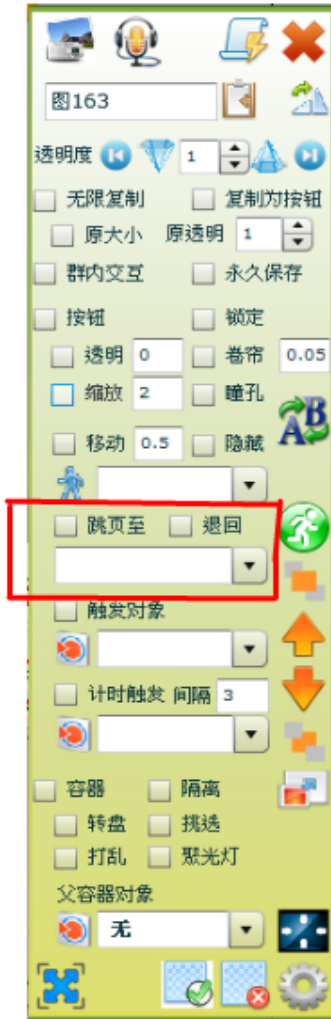 图163
透明度 1
无限复制 复制为按钮
原大小 原透明 1
群内交互 永久保存
按钮 锁定
透明 0 卷帘 0.05
缩放 2 瞳孔
移动 0.5 隐藏
AB
跳页至 退回
触发对象
计时触发 间隔 3
容器 隔离
转盘 挑选
打乱 聚光灯
父容器对象
无